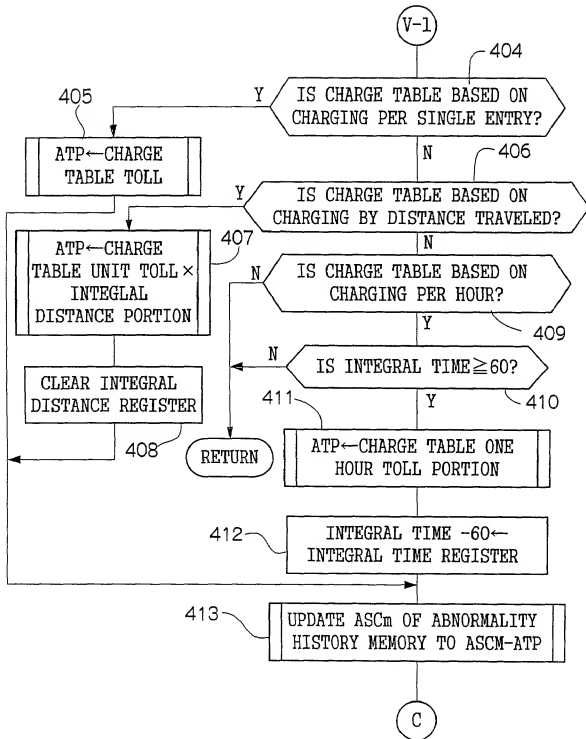 V-1
404
IS CHARGE TABLE BASED ON
CHARGING PER SINGLE ENTRY?
Y
N
405
ATP←CHARGE
TABLE TOLL
406
IS CHARGE TABLE BASED ON
CHARGING BY DISTANCE TRAVELED?
Y
N
407
ATP←CHARGE
TABLE UNIT TOLL×
INTEGLAL
DISTANCE PORTION
IS CHARGE TABLE BASED ON
CHARGING PER HOUR?
N
Y
409
CLEAR INTEGRAL
DISTANCE REGISTER
408
IS INTEGRAL TIME≧60?
N
Y
410
RETURN
411
ATP←CHARGE TABLE ONE
HOUR TOLL PORTION
412
INTEGRAL TIME -60←
INTEGRAL TIME REGISTER
413
UPDATE ASCm OF ABNORMALITY
HISTORY MEMORY TO ASCM-ATP
C